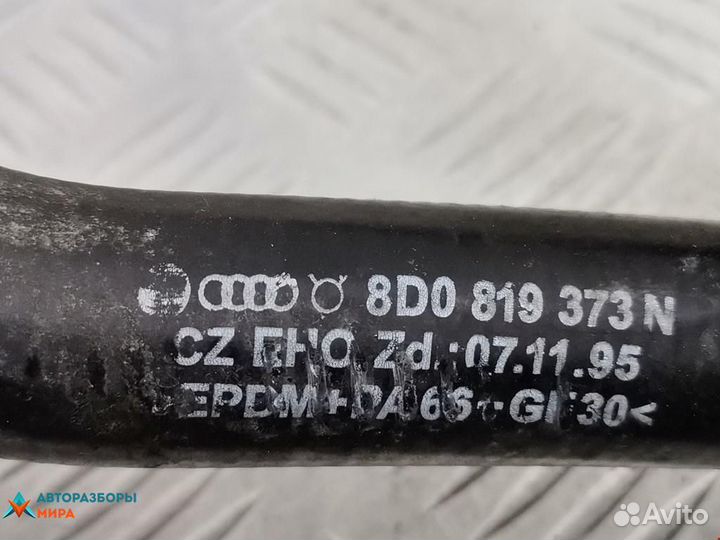 8D0 819 373 N
CZ EHO Zd.:07.11.95
EPDM+PA 66-GF30<
АВТОРАЗБОРЫ
МИРА
Avito